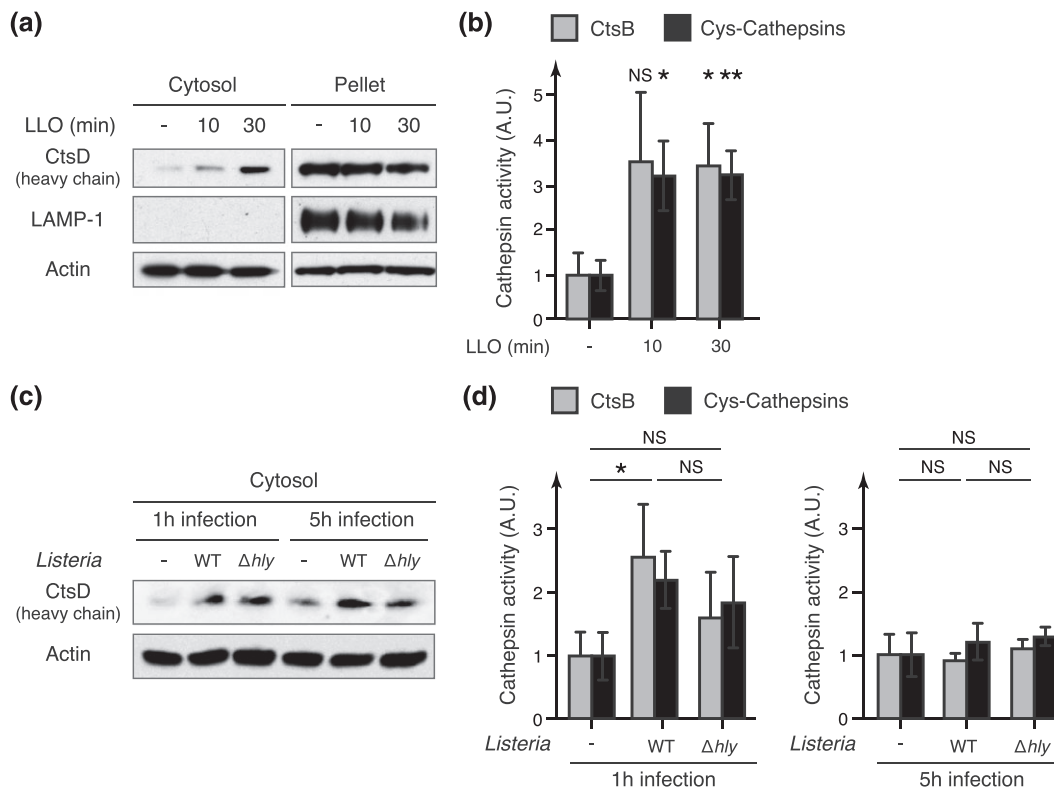 (a)
Cytosol Pellet
LLO (min) - 10 30 - 10 30
CtsD
(heavy chain)
LAMP-1
Actin
(b)
CtsB Cys-Cathepsins
Cathepsin activity (A.U.)
NS * * **
5
4
3
2
1
0
LLO (min) - 10 30
(c)
Cytosol
1h infection 5h infection
Listeria - WT Δhly - WT Δhly
CtsD
(heavy chain)
Actin
(d)
CtsB Cys-Cathepsins
NS
* NS
Cathepsin activity (A.U.)
3
2
1
0
Listeria - WT Δhly
1h infection
NS
NS NS
Cathepsin activity (A.U.)
3
2
1
0
Listeria - WT Δhly
5h infection